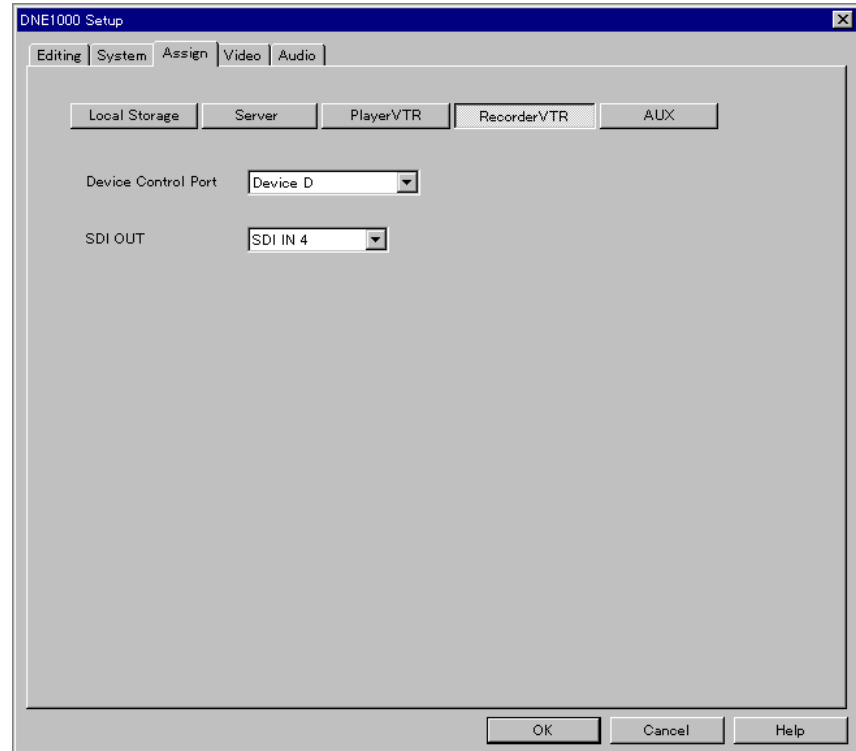 DNE1000 Setup
Editing System Assign Video Audio
Local Storage Server PlayerVTR RecorderVTR AUX
Device Control Port Device D
SDI OUT SDI IN 4
OK Cancel Help